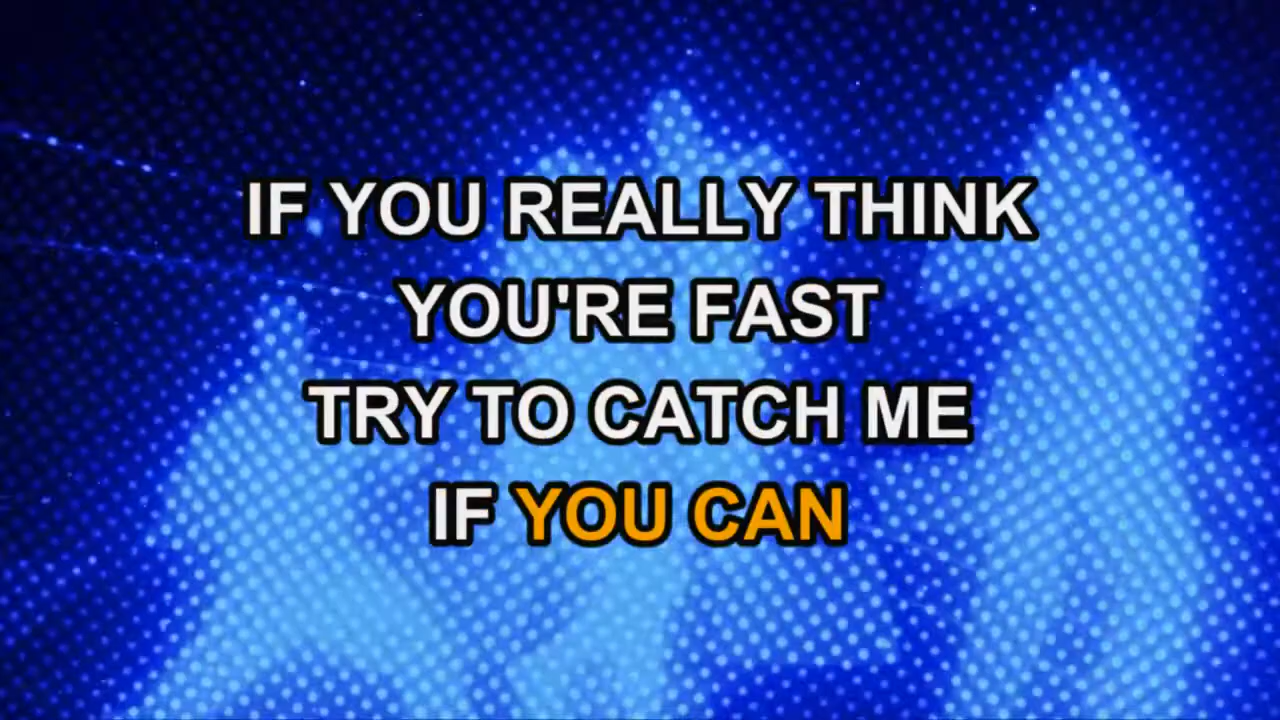 IF YOU REALLY THINK
YOU'RE FAST
TRY TO CATCH ME
IF YOU CAN